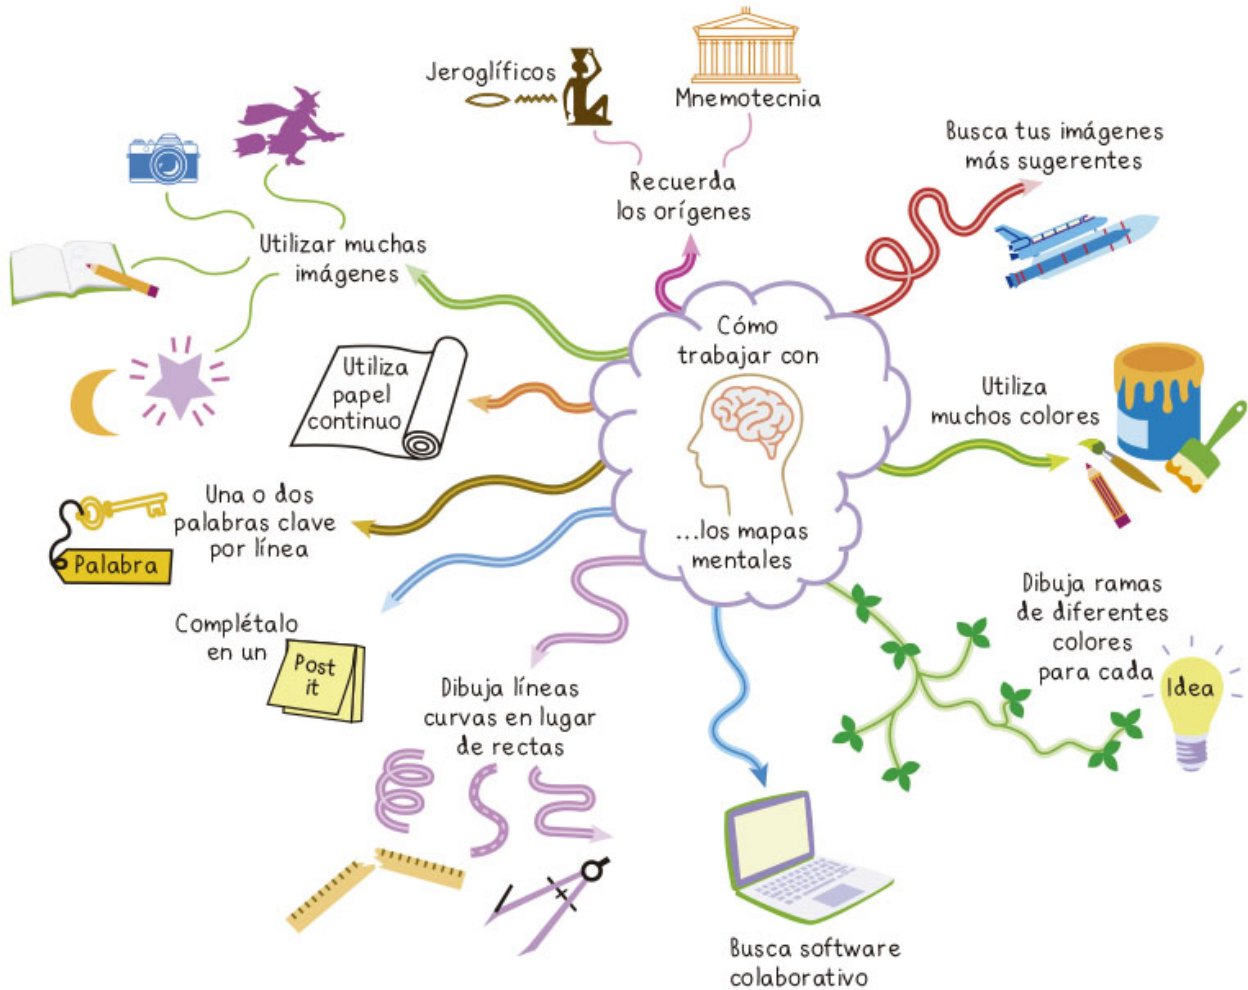 Jeroglíficos
Mnemotecnia
Recuerda
los orígenes
Busca tus imágenes
más sugerentes
Utilizar muchas
imágenes
Cómo
trabajar con
...los mapas
mentales
Utiliza
papel
continuo
Utiliza
muchos colores
Una o dos
palabras clave
por línea
Palabra
Complétalo
en un
Post
it
Dibuja líneas
curvas en lugar
de rectas
Dibuja ramas
de diferentes
colores
para cada
Idea
Busca software
colaborativo